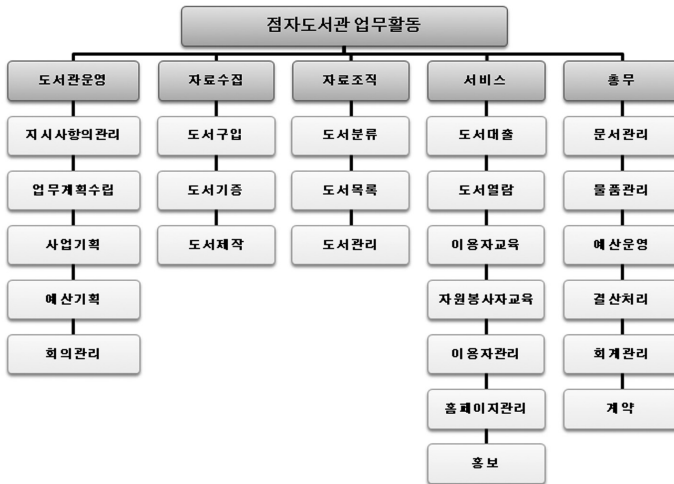 점자도서관 업무활동
도서관운영
지시사항의관리
업무계획수립
사업기획
예산기획
회의관리
자료수집
도서구입
도서기증
도서제작
자료조직
도서분류
도서목록
도서관리
서비스
도서대출
도서열람
이용자교육
자원봉사자교육
이용자관리
홈페이지관리
홍보
총무
문서관리
물품관리
예산운영
결산처리
회계관리
계약